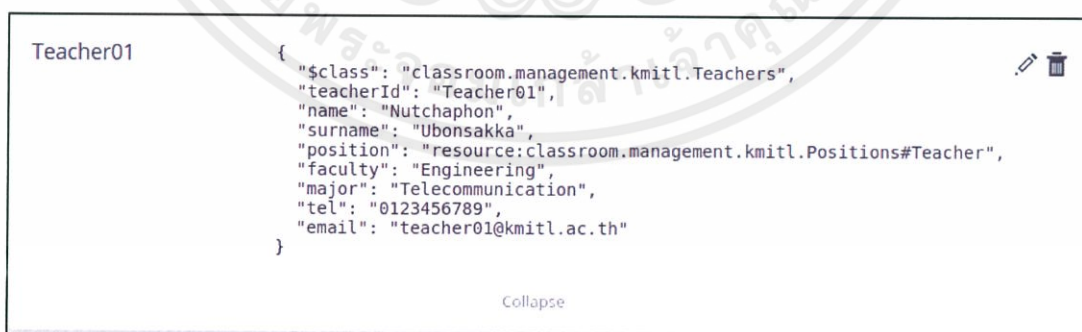 Teacher01
{
"$class": "classroom.management.kmitl.Teachers",
"teacherId": "Teacher01",
"name": "Nutchaphon",
"surname": "Ubonsakka",
"position": "resource:classroom.management.kmitl.Positions#Teacher",
"faculty": "Engineering",
"major": "Telecommunication",
"tel": "0123456789",
"email": "teacher01@kmitl.ac.th"
}
Collapse